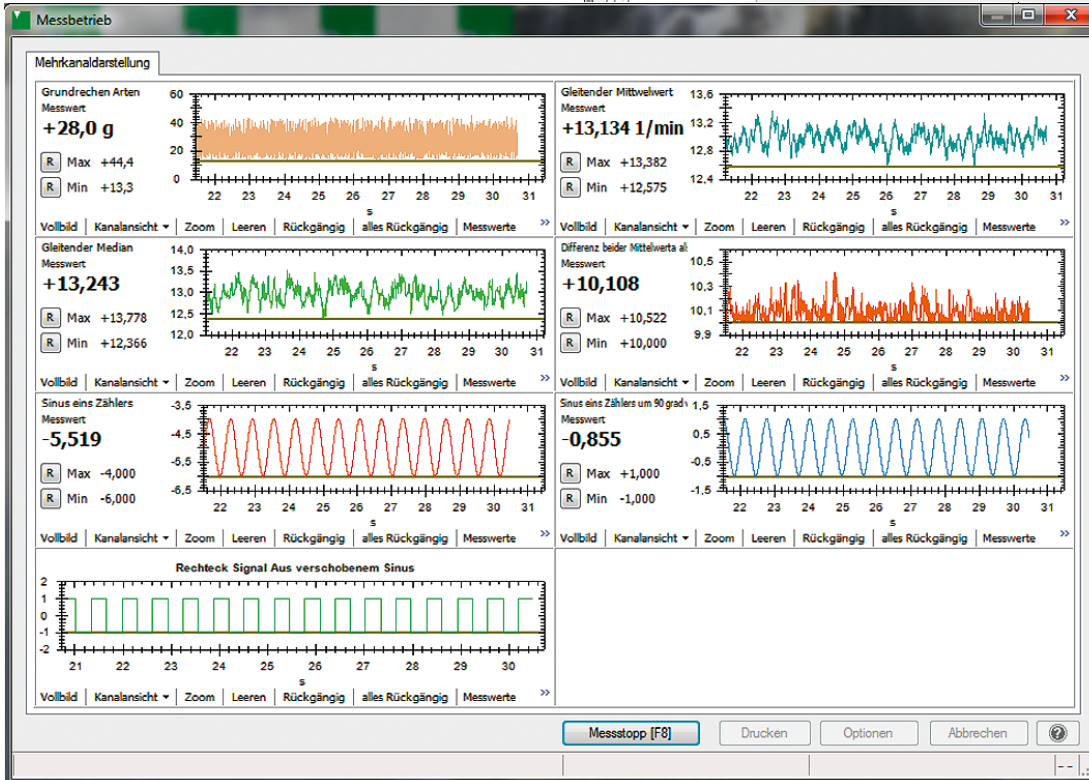 Messbetrieb
Mehrkanaldarstellung
Grundrechen Arten
Messwert
+28,0 g
R Max +44,4
R Min +13,3
60
40
20
0
22 23 24 25 26 27 28 29 30 31
s
Vollbild Kanalansicht Zoom Leeren Rückgängig alles Rückgängig Messwerte »
Gleitender Mittwelwert
Messwert
+13,134 1/min
R Max +13,382
R Min +12,575
13,6
13,2
12,8
12,4
22 23 24 25 26 27 28 29 30 31
s
Vollbild Kanalansicht Zoom Leeren Rückgängig alles Rückgängig Messwerte »
Gleitender Median
Messwert
+13,243
R Max +13,778
R Min +12,366
14,0
13,5
13,0
12,5
12,0
22 23 24 25 26 27 28 29 30 31
s
Vollbild Kanalansicht Zoom Leeren Rückgängig alles Rückgängig Messwerte »
Differenz beider Mittelwerta als
Messwert
+10,108
R Max +10,522
R Min +10,000
10,5
10,3
10,1
9,9
22 23 24 25 26 27 28 29 30 31
s
Vollbild Kanalansicht Zoom Leeren Rückgängig alles Rückgängig Messwerte »
Sinus eins Zählers
Messwert
-5,519
R Max -4,000
R Min -6,000
-3,5
-4,5
-5,5
-6,5
22 23 24 25 26 27 28 29 30 31
s
Vollbild Kanalansicht Zoom Leeren Rückgängig alles Rückgängig Messwerte »
Sinus eins Zählers um 90 grad v
Messwert
-0,855
R Max +1,000
R Min -1,000
1,5
0,5
-0,5
-1,5
22 23 24 25 26 27 28 29 30 31
s
Vollbild Kanalansicht Zoom Leeren Rückgängig alles Rückgängig Messwerte »
Rechteck Signal Aus verschobenem Sinus
2
1
0
-1
-2
21 22 23 24 25 26 27 28 29 30
s
Vollbild Kanalansicht Zoom Leeren Rückgängig alles Rückgängig Messwerte »
Messstopp [F8] Drucken Optionen Abbrechen ?
--